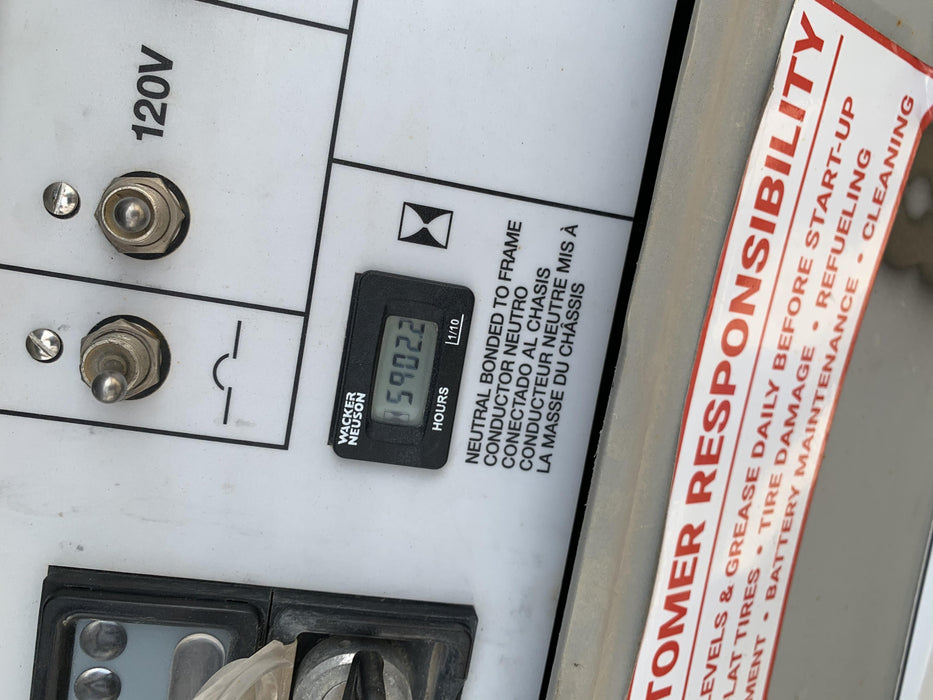 120V
WACKER
NEUSON
5902.2
HOURS
1/10
NEUTRAL BONDED TO FRAME
CONDUCTOR NEUTRO
CONECTADO AL CHASIS
CONDUCTEUR NEUTRE MIS À
LA MASSE DU CHÂSSIS
TOMER RESPONSIBILITY
LEVELS & GREASE DAILY BEFORE START-UP
LAT TIRES • TIRE DAMAGE • REFUELING
MENT • BATTERY MAINTENANCE • CLEANING